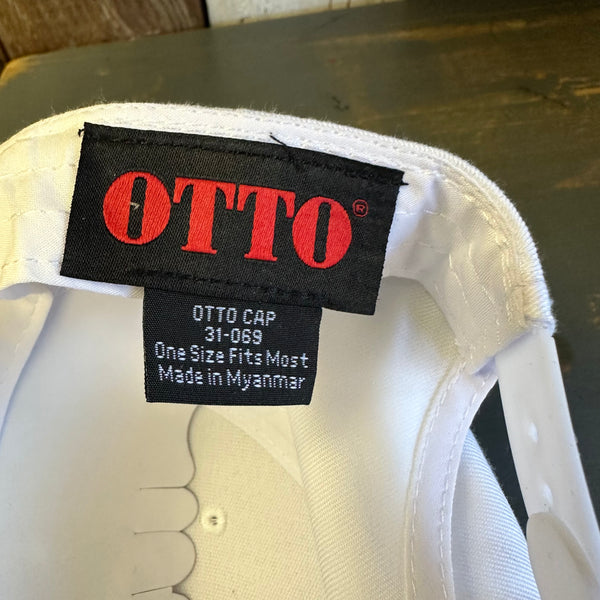 OTTO®
OTTO CAP
31-069
One Size Fits Most
Made in Myanmar